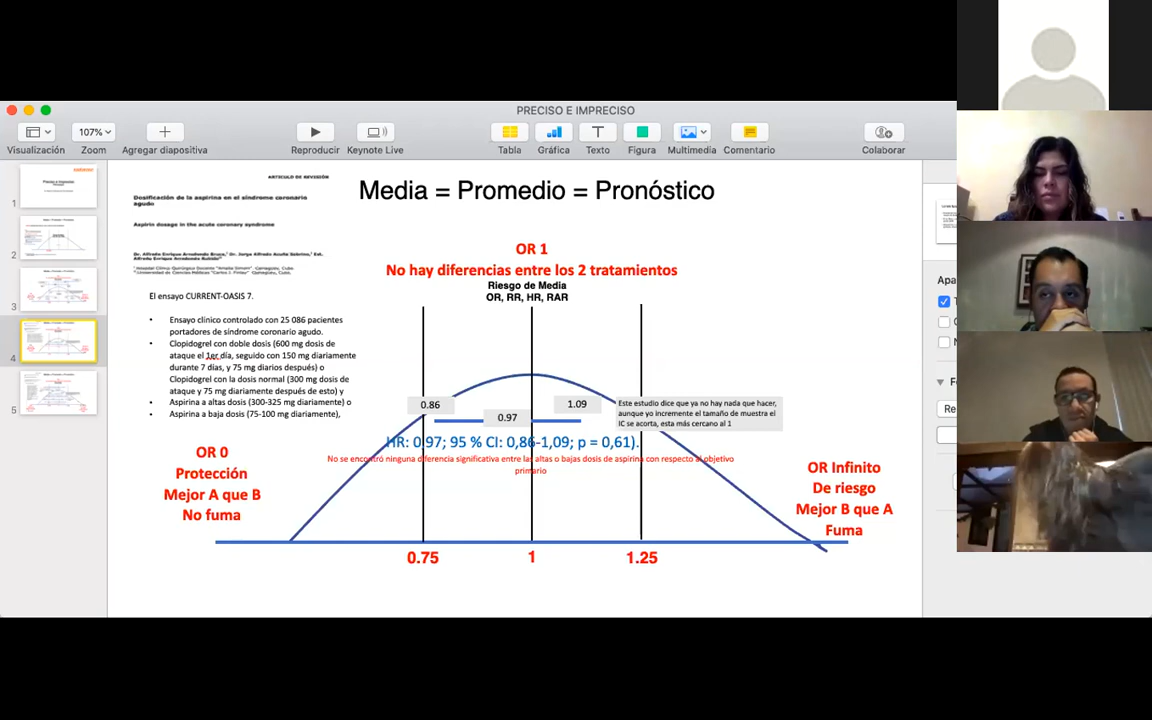 PRECISO E IMPRECISO
107%
Visualización
Zoom
Agregar diapositiva
Reproducir
Keynote Live
Tabla
Gráfica
Texto
Figura
Multimedia
Comentario
Colaborar
1
2
3
4
5
ARTÍCULO DE REVISIÓN
Dosificación de la aspirina en el síndrome coronario
agudo
Aspirin dosage in the acute coronary syndrome
Media = Promedio = Pronóstico
OR 1
No hay diferencias entre los 2 tratamientos
Riesgo de Media
OR, RR, HR, RAR
El ensayo CURRENT-OASIS 7.
• Ensayo clínico controlado con 25 086 pacientes
portadores de síndrome coronario agudo.
• Clopidogrel con doble dosis (600 mg dosis de
ataque el 1er día, seguido con 150 mg diariamente
durante 7 días, y 75 mg diarios después) o
Clopidogrel con la dosis normal (300 mg dosis de
ataque y 75 mg diariamente después de esto) y
• Aspirina a altas dosis (300-325 mg diariamente) o
• Aspirina a baja dosis (75-100 mg diariamente),
0.86
0.97
1.09
Este estudio dice que ya no hay nada que hacer,
aunque yo incremente el tamaño de muestra el
IC se acorta, esta más cercano al 1
HR: 0,97; 95 % CI: 0,86-1,09; p = 0,61).
No se encontró ninguna diferencia significativa entre las altas o bajas dosis de aspirina con respecto al objetivo
primario
OR 0
Protección
Mejor A que B
No fuma
OR Infinito
De riesgo
Mejor B que A
Fuma
0.75
1
1.25
Apa